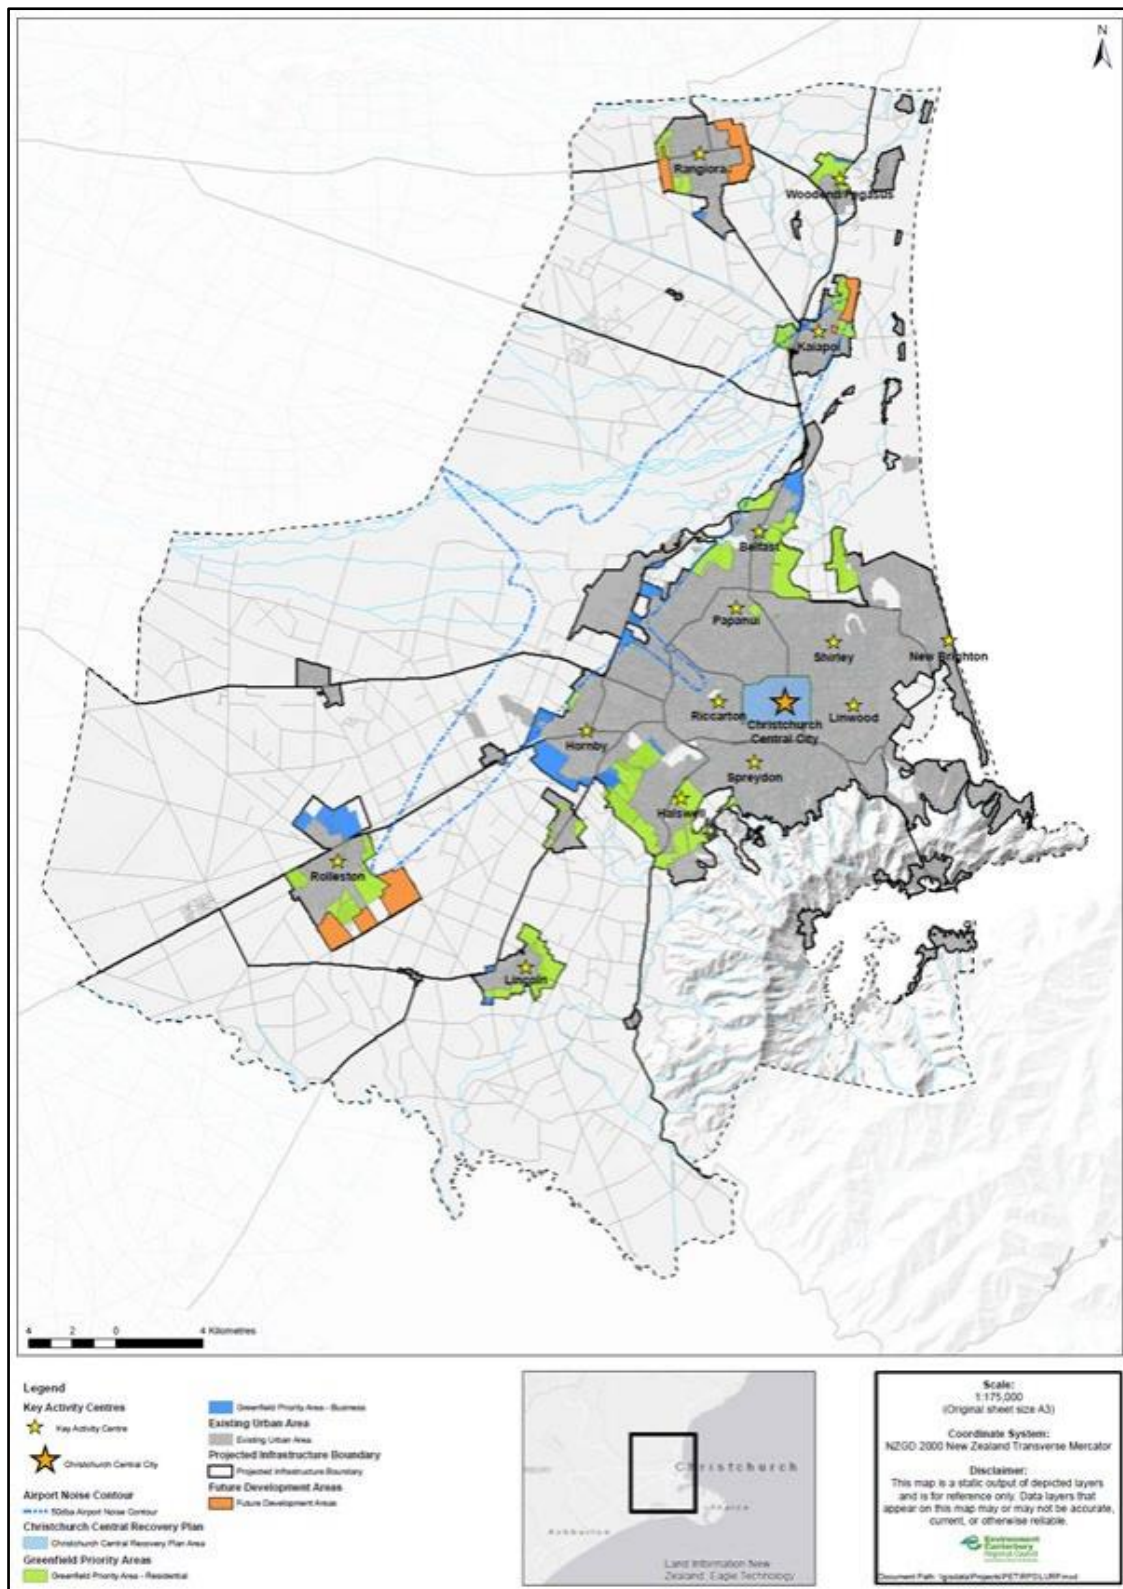 N
Rangiora
Woodend/Pegasus
Kaiapoi
Belfast
Papanui
Shirley
New Brighton
Riccarton
Christchurch
Central City
Linwood
Hornby
Spreydon
Halswell
Rolleston
Lincoln
4 2 0 4 Kilometres
Legend
Key Activity Centres
Key Activity Centre
Christchurch Central City
Airport Noise Contour
50dba Airport Noise Contour
Christchurch Central Recovery Plan
Christchurch Central Recovery Plan Area
Greenfield Priority Areas
Greenfield Priority Area - Residential
Greenfield Priority Area - Business
Existing Urban Area
Existing Urban Area
Projected Infrastructure Boundary
Projected Infrastructure Boundary
Future Development Areas
Future Development Areas
Christchurch
Ashburton
Land Information New
Zealand, Eagle Technology
Scale:
1:175,000
(Original sheet size A3)
Coordinate System:
NZGD 2000 New Zealand Transverse Mercator
Disclaimer:
This map is a static output of depicted layers
and is for reference only. Data layers that
appear on this map may or may not be accurate,
current, or otherwise reliable.
Environment
Canterbury
Regional Council
Document Path: